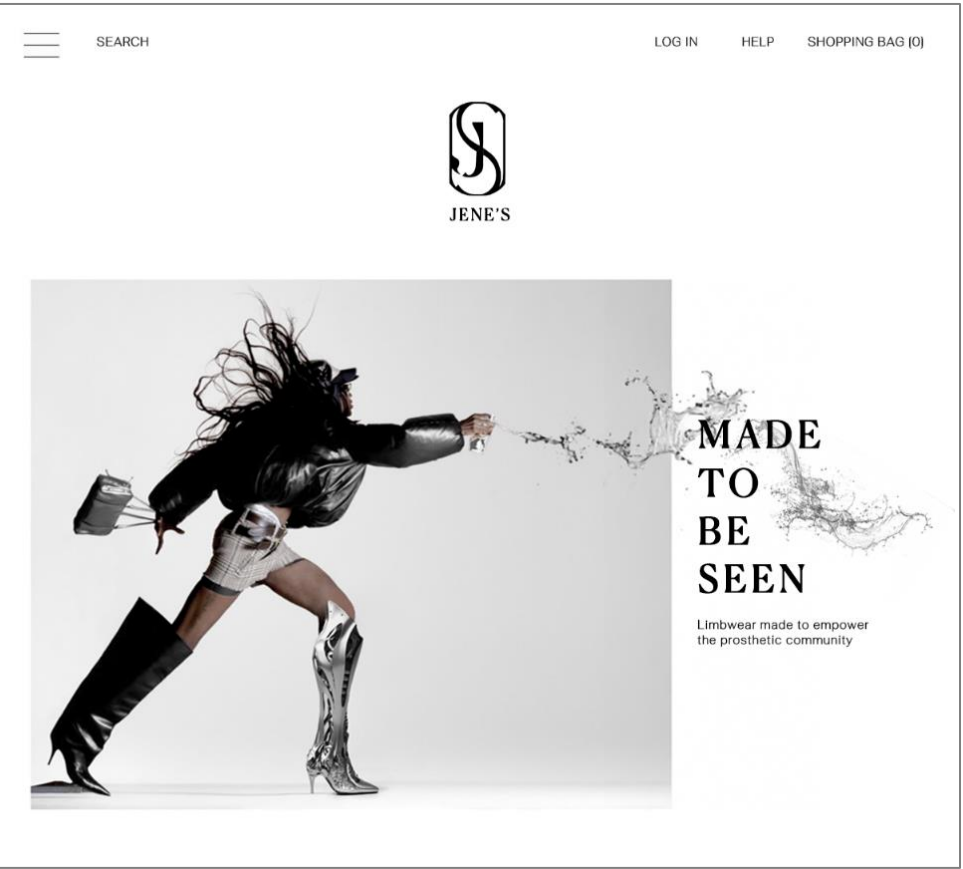 SEARCH
LOG IN
HELP
SHOPPING BAG (0)
JS
JENE'S
MADE
TO
BE
SEEN
Limbwear made to empower
the prosthetic community